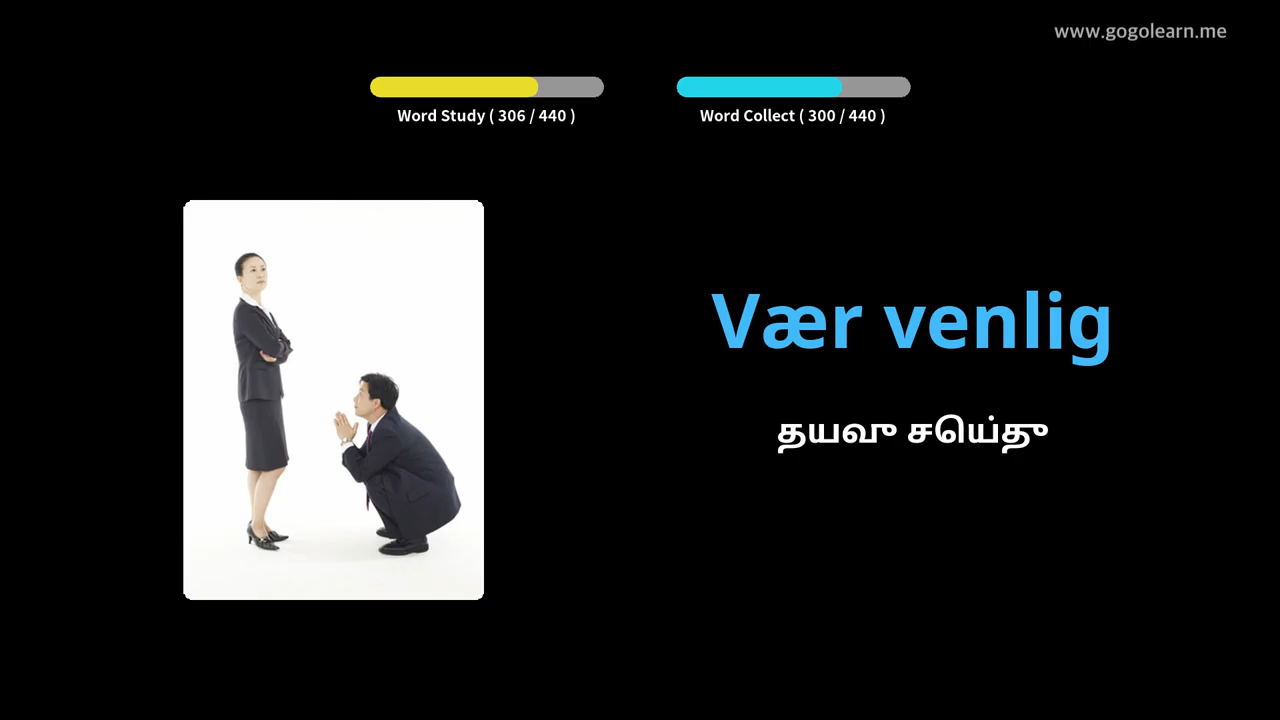 www.gogolearn.me
Word Study ( 306 / 440 )
Word Collect ( 300 / 440 )
Vær venlig
தயவு செய்து